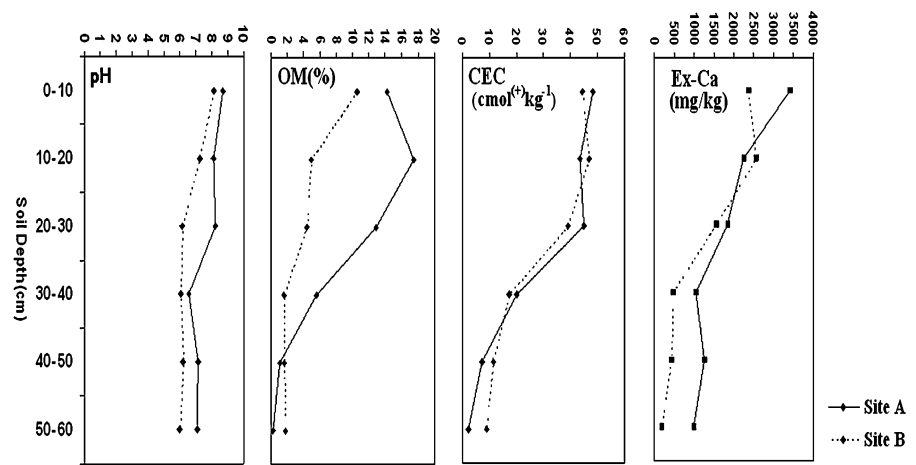 0 1 2 3 4 5 6 7 8 9 10
0 2 4 6 8 10 12 14 16 18 20
0 10 20 30 40 50 60
0 500 1000 1500 2000 2500 3000 3500 4000
pH
OM(%)
CEC
(cmol(+)kg-1)
Ex-Ca
(mg/kg)
Soil Depth(cm)
0-10
10-20
20-30
30-40
40-50
50-60
Site A
Site B